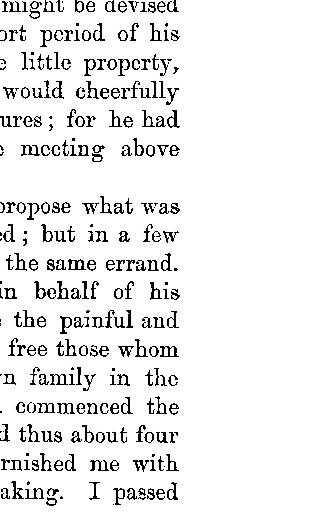 might be devised
ort period of his
e little property,
would cheerfully
ures; for he had
e meeting above
propose what was
ed; but in a few
the same errand.
in behalf of his
the painful and
free those whom
n family in the
commenced the
d thus about four
rnished me with
aking. I passed